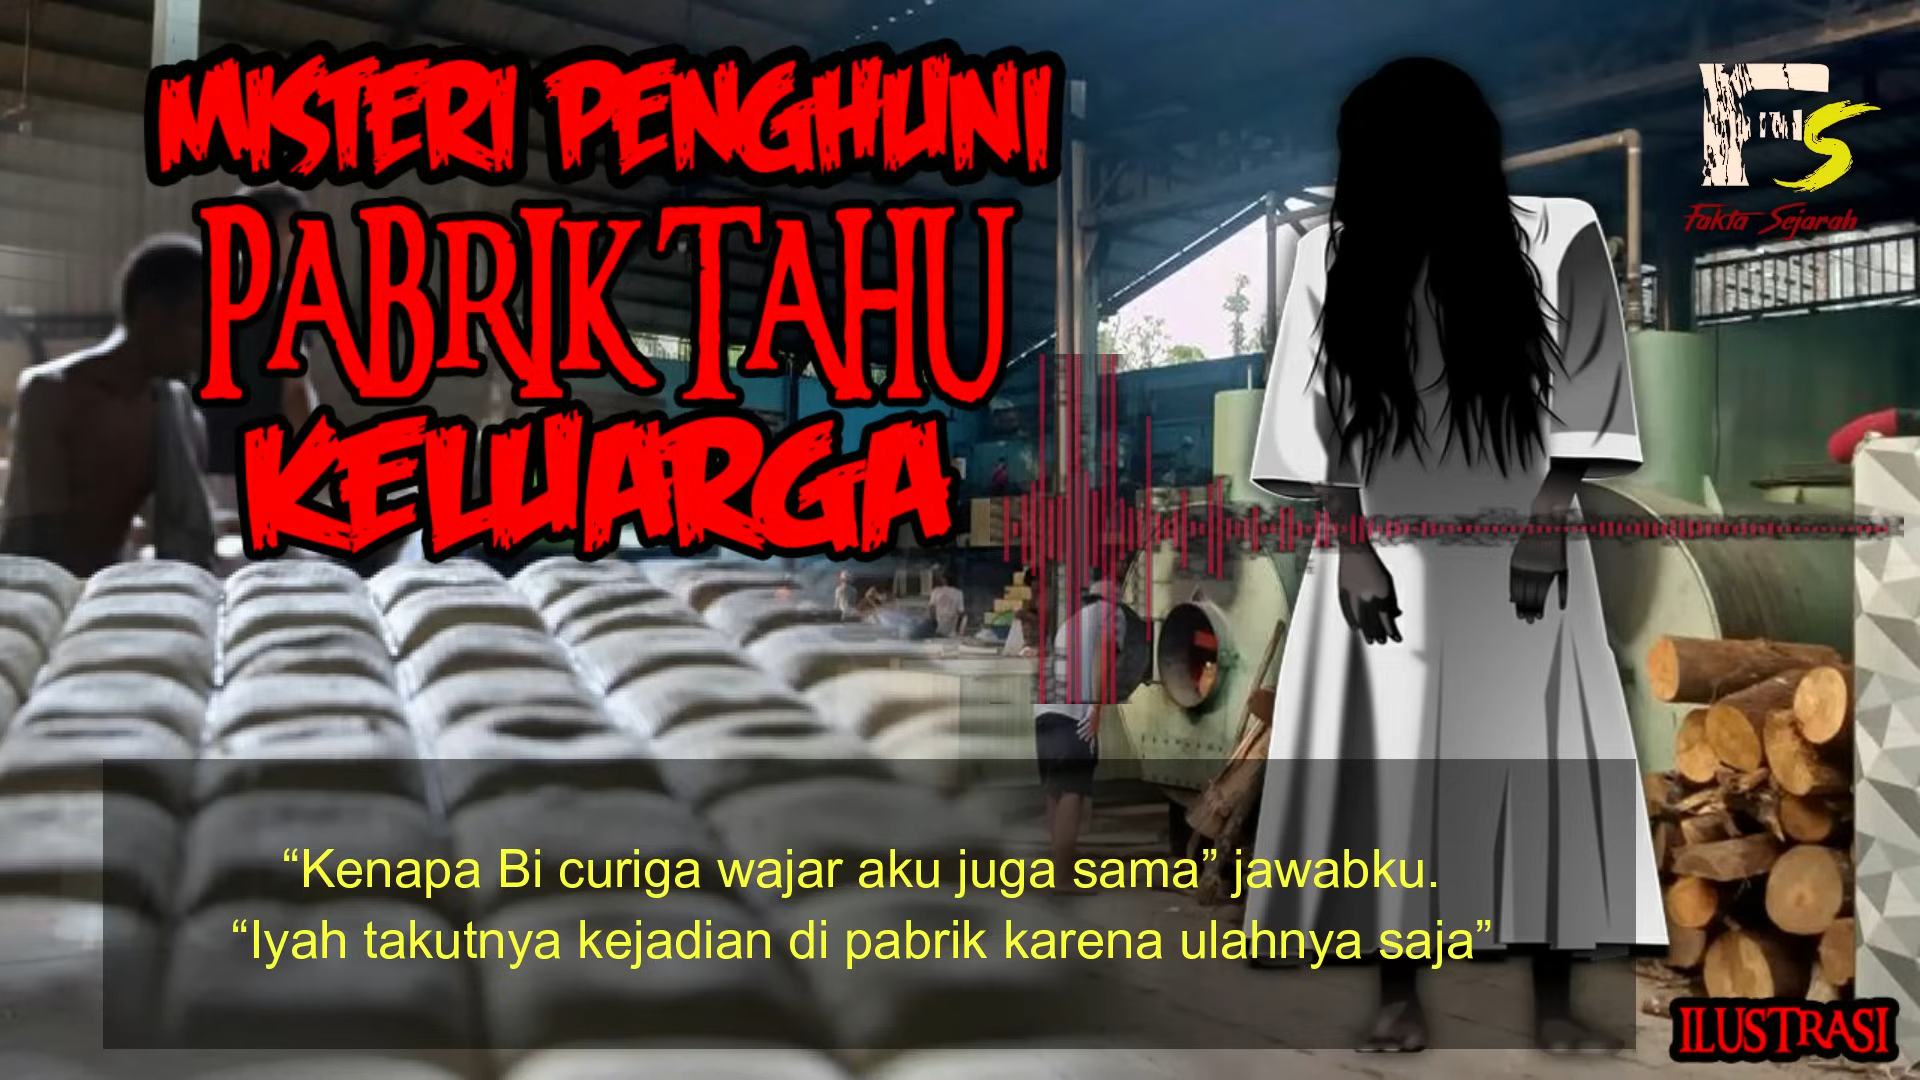 MISTERI PENGHUNI
PABRIK TAHU
KELUARGA
FS
Fakta Sejarah
“Kenapa Bi curiga wajar aku juga sama” jawabku.
“Iyah takutnya kejadian di pabrik karena ulahnya saja”
ILUSTRASI